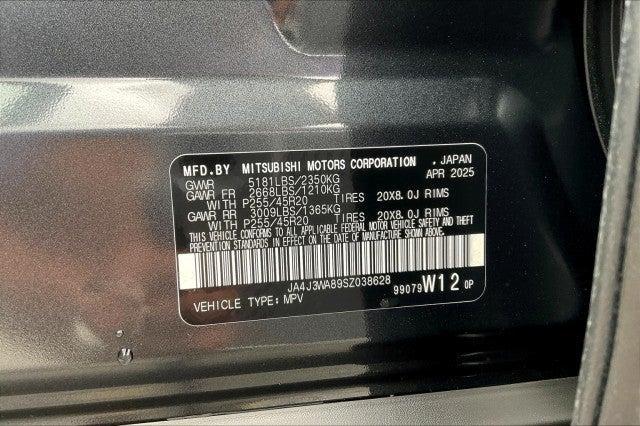 MFD.BY MITSUBISHI MOTORS CORPORATION . JAPAN
GVWR 5181LBS/2350KG APR 2025
GAWR FR 2668LBS/1210KG
WITH P255/45R20 TIRES 20X8.0J RIMS
GAWR RR 3009LBS/1365KG
WITH P255/45R20 TIRES 20X8.0J RIMS
THIS VEHICLE CONFORMS TO ALL APPLICABLE FEDERAL MOTOR VEHICLE SAFETY AND THEFT
PREVENTION STANDARDS IN EFFECT ON THE DATE OF MANUFACTURE SHOWN ABOVE.
JA4J3WA89SZ038628
99079 W12 0P
VEHICLE TYPE: MPV